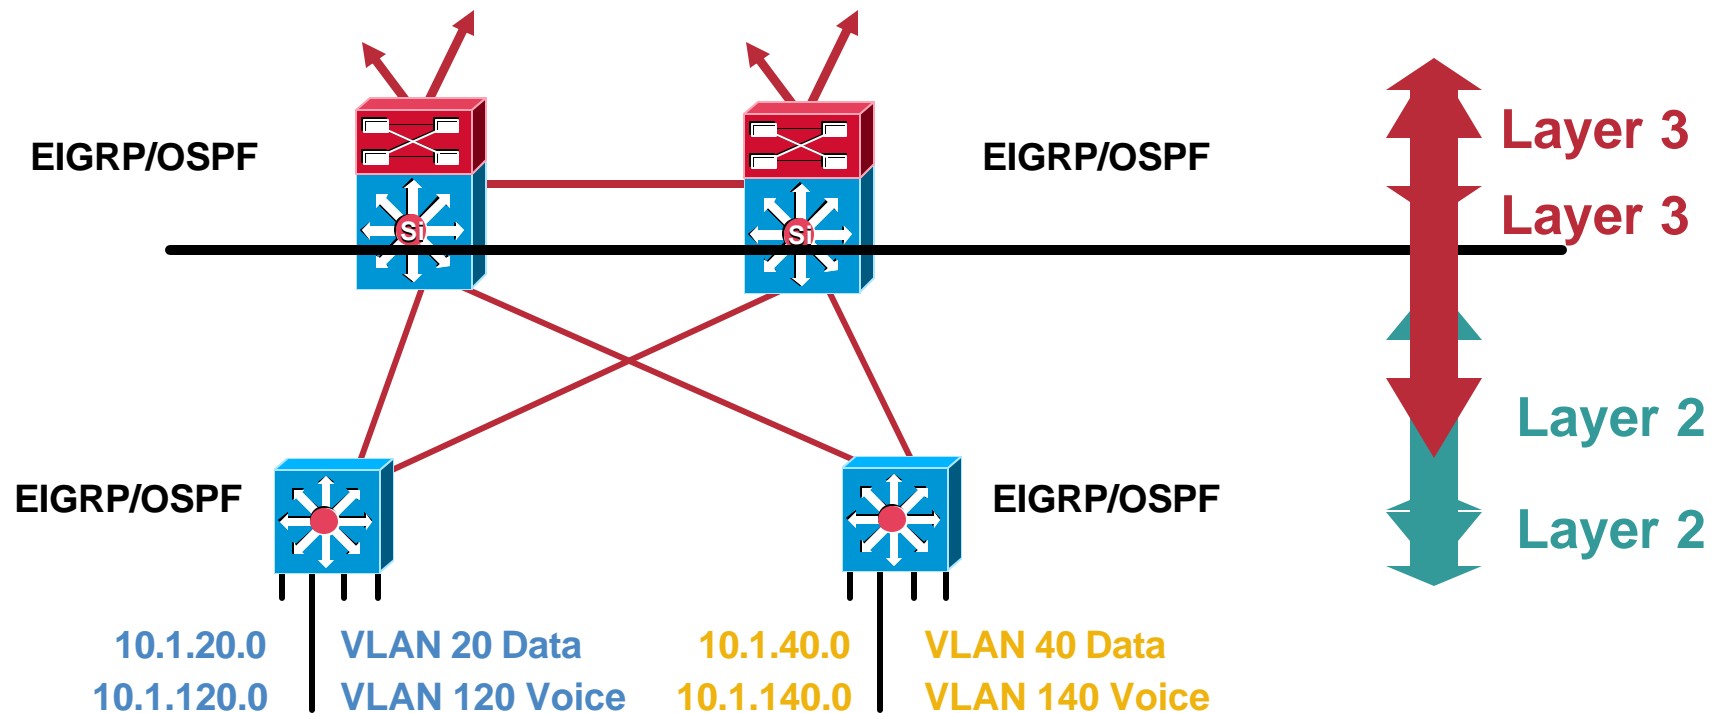 EIGRP/OSPF
EIGRP/OSPF
Layer 3
Layer 3
Si
Si
Layer 2
EIGRP/OSPF
EIGRP/OSPF
Layer 2
10.1.20.0 VLAN 20 Data
10.1.120.0 VLAN 120 Voice
10.1.40.0 VLAN 40 Data
10.1.140.0 VLAN 140 Voice